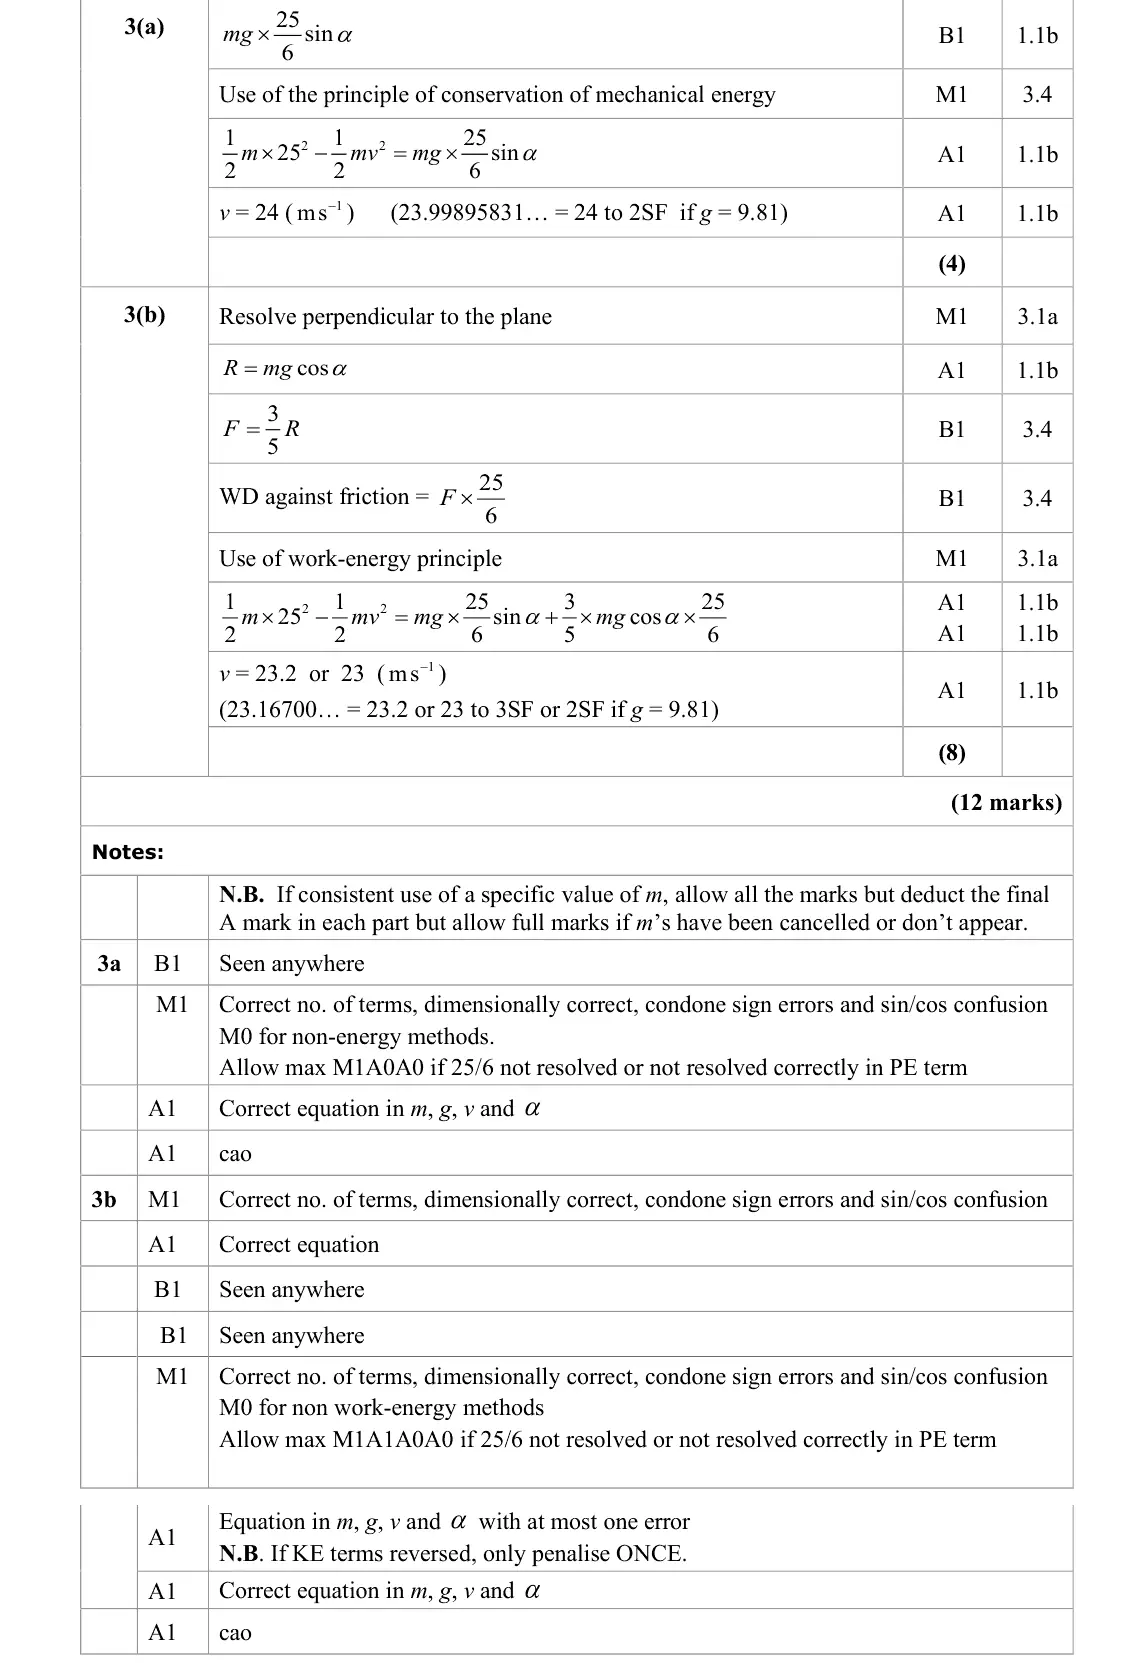 3(a) mg × 25/6 sin α B1 1.1b
Use of the principle of conservation of mechanical energy M1 3.4
1/2 m × 25² − 1/2 mv² = mg × 25/6 sin α A1 1.1b
v = 24 (m s⁻¹) (23.99895831… = 24 to 2SF if g = 9.81) A1 1.1b
(4)
3(b) Resolve perpendicular to the plane M1 3.1a
R = mg cos α A1 1.1b
F = 3/5 R B1 3.4
WD against friction = F × 25/6 B1 3.4
Use of work-energy principle M1 3.1a
1/2 m × 25² − 1/2 mv² = mg × 25/6 sin α + 3/5 × mg cos α × 25/6 A1 1.1b
A1 1.1b
v = 23.2 or 23 (m s⁻¹)
(23.16700… = 23.2 or 23 to 3SF or 2SF if g = 9.81) A1 1.1b
(8)
(12 marks)
Notes:
N.B. If consistent use of a specific value of m, allow all the marks but deduct the final
A mark in each part but allow full marks if m’s have been cancelled or don’t appear.
3a B1 Seen anywhere
M1 Correct no. of terms, dimensionally correct, condone sign errors and sin/cos confusion
M0 for non-energy methods.
Allow max M1A0A0 if 25/6 not resolved or not resolved correctly in PE term
A1 Correct equation in m, g, v and α
A1 cao
3b M1 Correct no. of terms, dimensionally correct, condone sign errors and sin/cos confusion
A1 Correct equation
B1 Seen anywhere
B1 Seen anywhere
M1 Correct no. of terms, dimensionally correct, condone sign errors and sin/cos confusion
M0 for non work-energy methods
Allow max M1A1A0A0 if 25/6 not resolved or not resolved correctly in PE term
A1 Equation in m, g, v and α with at most one error
N.B. If KE terms reversed, only penalise ONCE.
A1 Correct equation in m, g, v and α
A1 cao